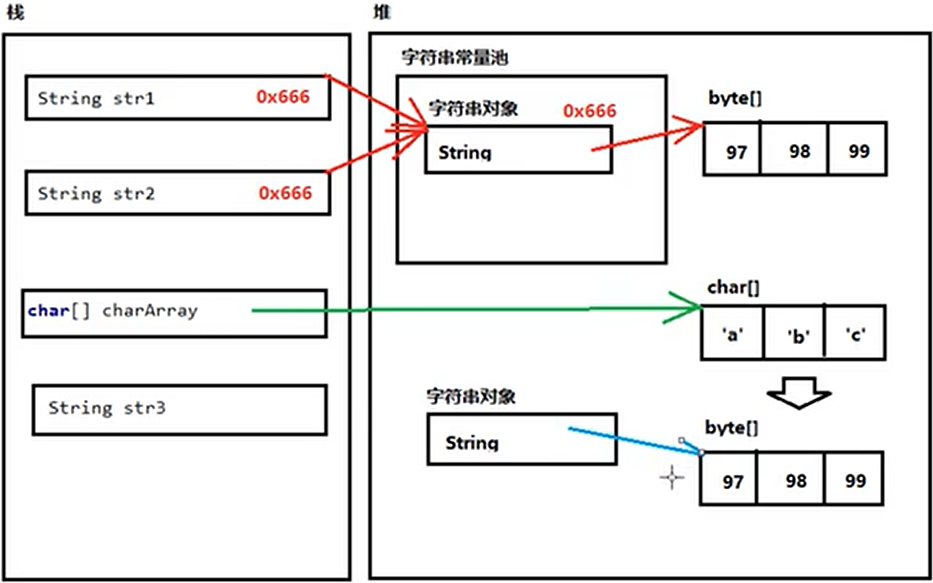 栈
String str1 0x666
String str2 0x666
char[] charArray
String str3
堆
字符串常量池
字符串对象 0x666
String
byte[]
97 98 99
char[]
'a' 'b' 'c'
字符串对象
String
byte[]
97 98 99